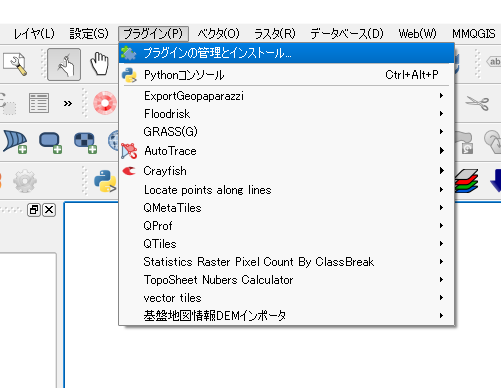 レイヤ(L) 設定(S) プラグイン(P) ベクタ(O) ラスタ(R) データベース(D) Web(W) MMQGIS
プラグインの管理とインストール...
Pythonコンソール Ctrl+Alt+P
ExportGeopaparazzi
Floodrisk
GRASS(G)
AutoTrace
Crayfish
Locate points along lines
QMetaTiles
QProf
QTiles
Statistics Raster Pixel Count By ClassBreak
TopoSheet Nubers Calculator
vector tiles
基盤地図情報DEMインポータ